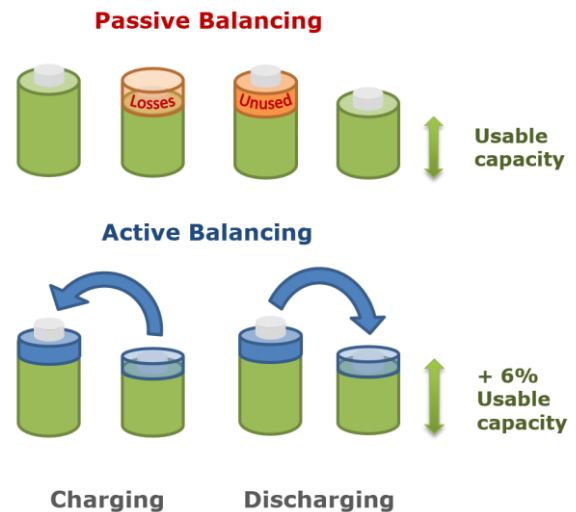 Passive Balancing
Losses
Unused
Usable
capacity
Active Balancing
+ 6%
Usable
capacity
Charging
Discharging